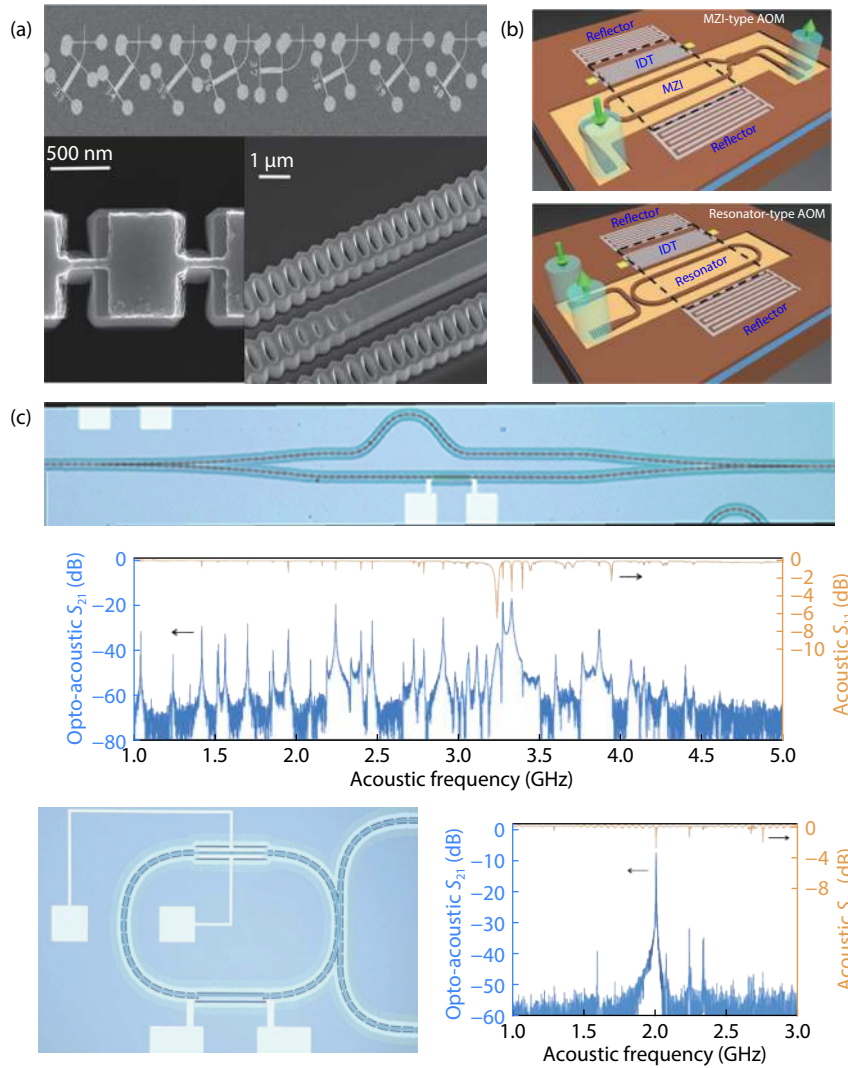 (a)
500 nm
1 μm
(b)
MZI-type AOM
Reflector
IDT
MZI
Reflector
Resonator-type AOM
Reflector
IDT
Resonator
Reflector
(c)
Opto-acoustic S21 (dB)
0
−20
−40
−60
−80
1.0 1.5 2.0 2.5 3.0 3.5 4.0 4.5 5.0
Acoustic frequency (GHz)
0
−2
−4
−6
−8
−10
Acoustic S11 (dB)
Opto-acoustic S21 (dB)
0
−10
−20
−30
−40
−50
−60
1.0 2.0 3.0
Acoustic frequency (GHz)
0
−4
−8
Acoustic S (dB)